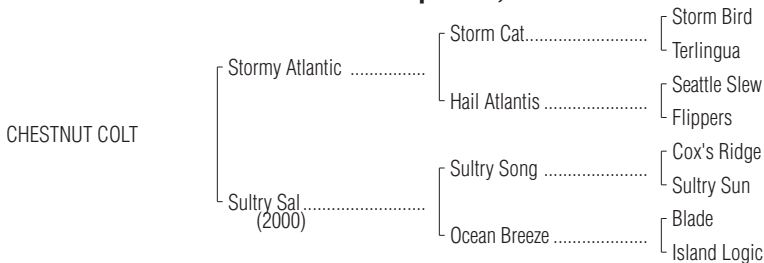 Storm Bird
Storm Cat..............................
Terlingua
Stormy Atlantic ..................
Seattle Slew
Hail Atlantis .........................
Flippers
CHESTNUT COLT
Cox's Ridge
Sultry Song .........................
Sultry Sun
Sultry Sal.............................
(2000)
Blade
Ocean Breeze ......................
Island Logic